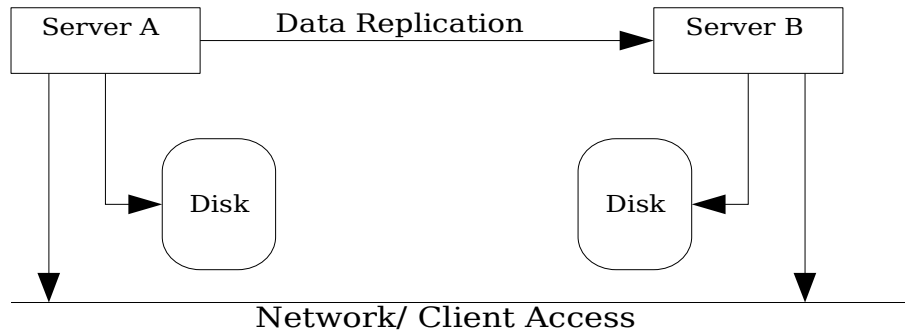 Server A
Data Replication
Server B
Disk
Disk
Network/ Client Access